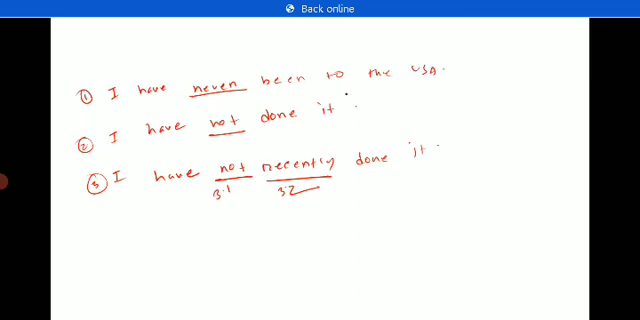 Back online
① I have never been to the USA.
② I have not done it.
③ I have not recently done it.
3.1 3.2